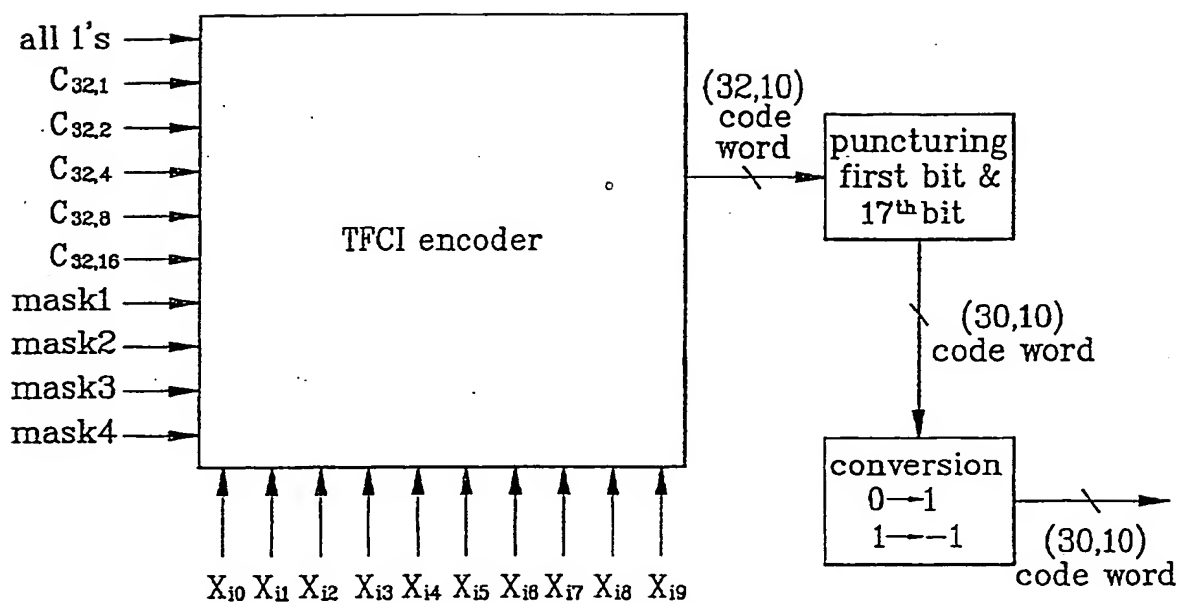 all 1's
C32,1
C32,2
C32,4
C32,8
C32,16
mask1
mask2
mask3
mask4
TFCI encoder
Xi0 Xi1 Xi2 Xi3 Xi4 Xi5 Xi6 Xi7 Xi8 Xi9
(32,10)
code
word
puncturing
first bit &
17th bit
(30,10)
code word
conversion
0→1
1→-1
(30,10)
code word